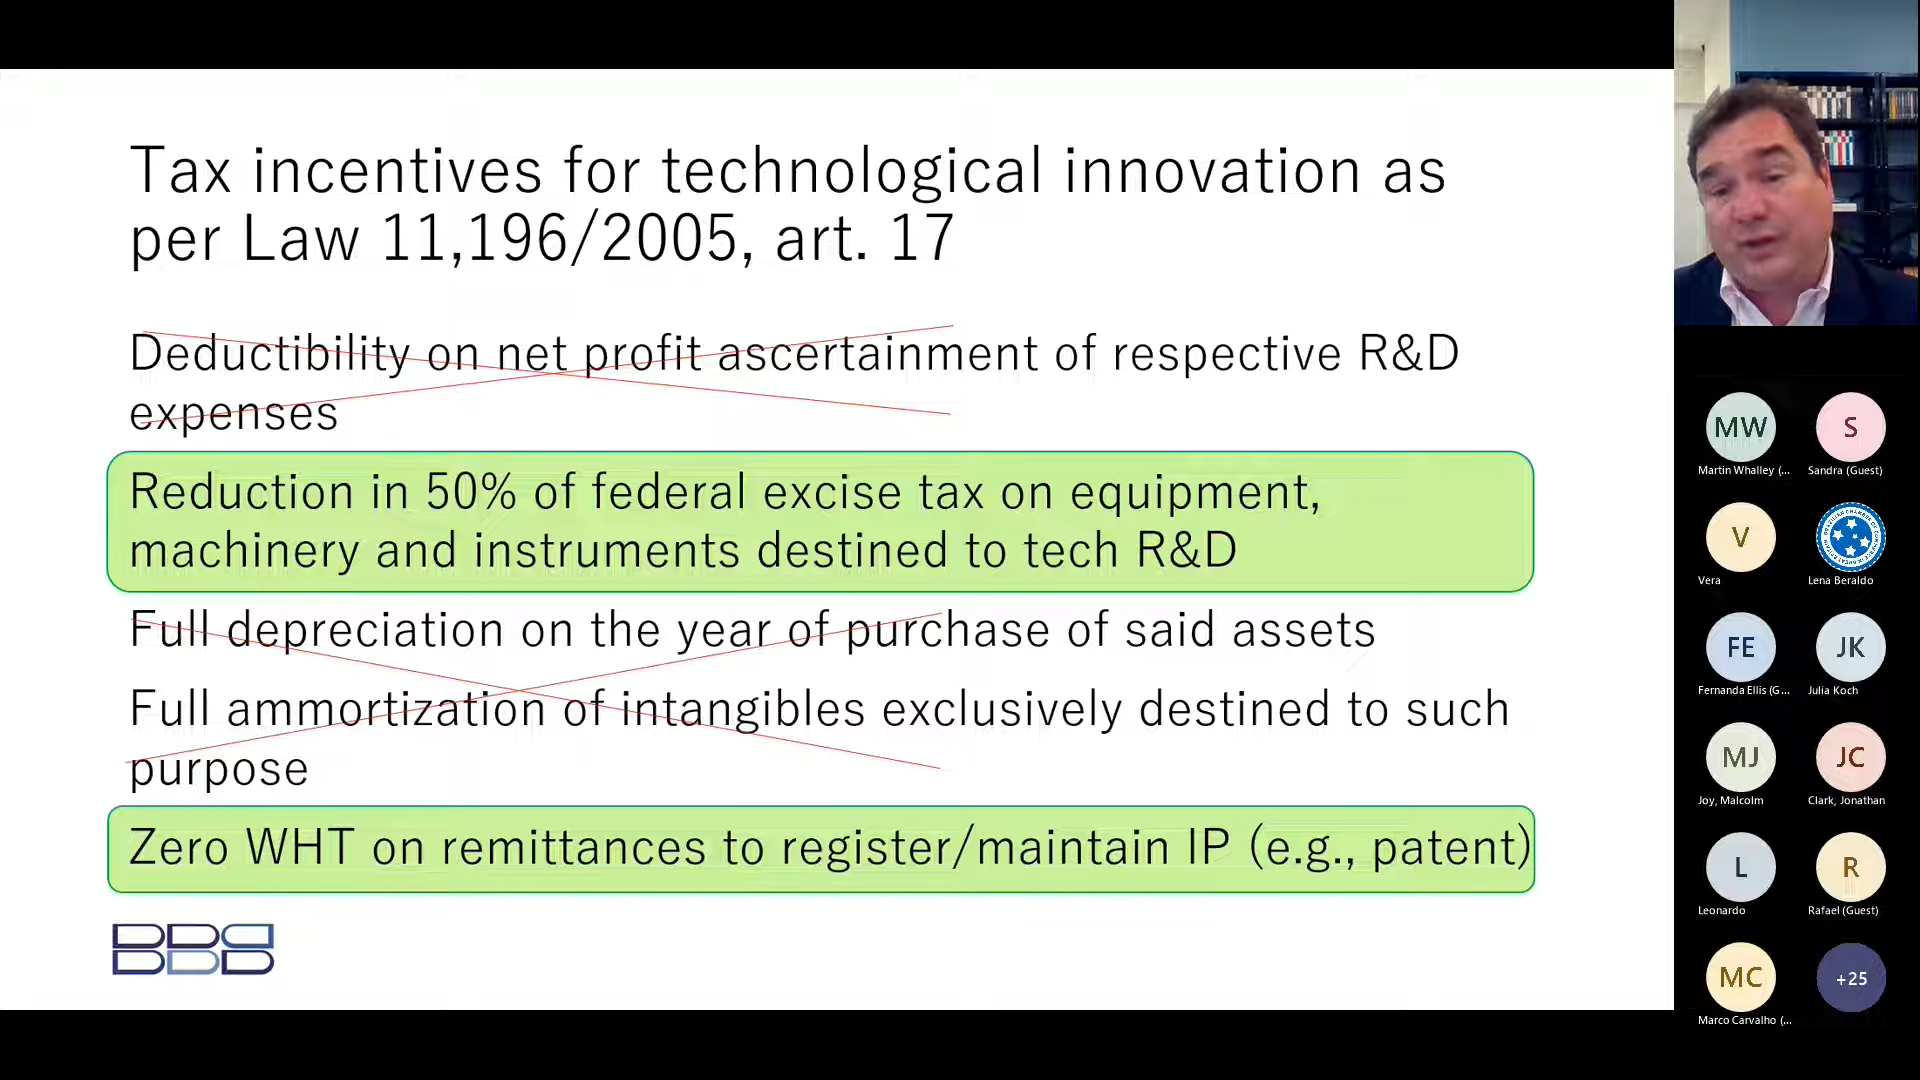 Tax incentives for technological innovation as
per Law 11,196/2005, art. 17
Deductibility on net profit ascertainment of respective R&D
expenses
Reduction in 50% of federal excise tax on equipment,
machinery and instruments destined to tech R&D
Full depreciation on the year of purchase of said assets
Full ammortization of intangibles exclusively destined to such
purpose
Zero WHT on remittances to register/maintain IP (e.g., patent)
MW
Martin Whalley (...
S
Sandra (Guest)
V
Vera
Lena Beraldo
FE
Fernanda Ellis (G...
JK
Julia Koch
MJ
Joy, Malcolm
JC
Clark, Jonathan
L
Leonardo
R
Rafael (Guest)
MC
Marco Carvalho (...
+25